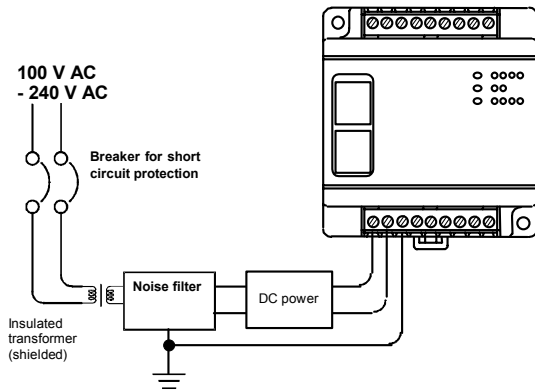 100 V AC
- 240 V AC
Breaker for short
circuit protection
Noise filter
DC power
Insulated
transformer
(shielded)